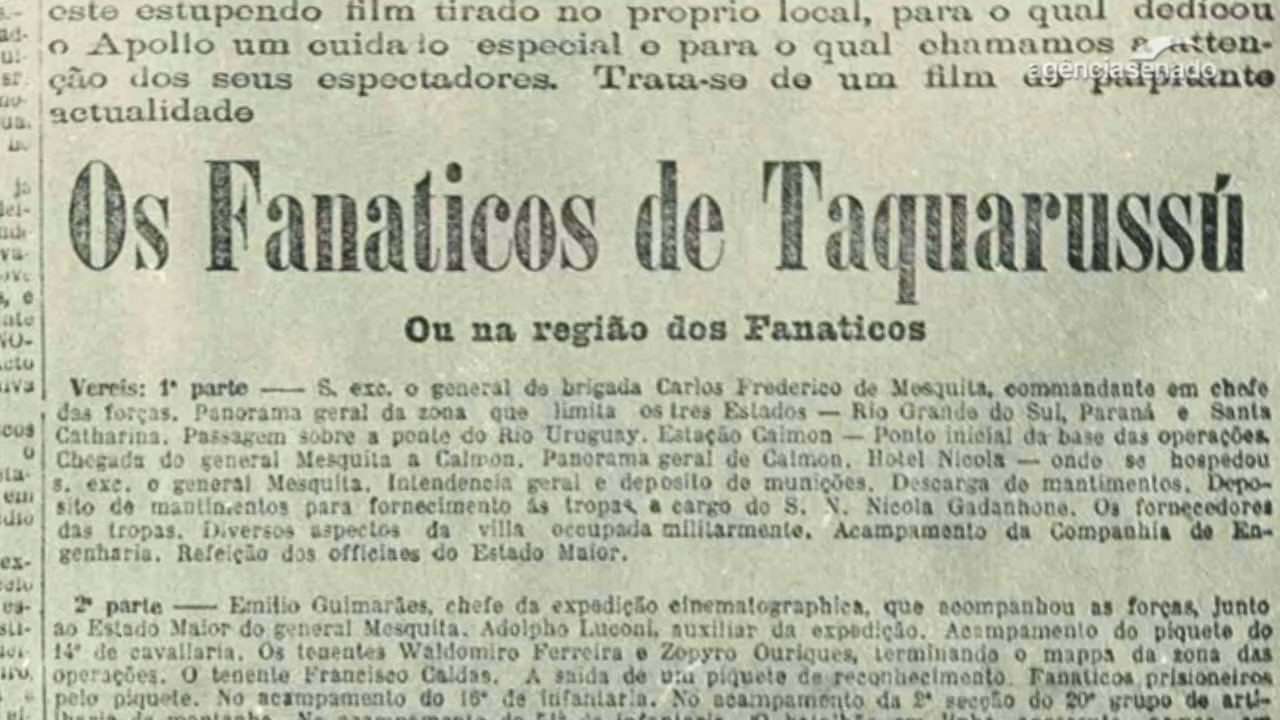 este estupendo film tirado no proprio local, para o qual dedicou
o Apollo um cuidado especial e para o qual chamamos a atten-
ção dos seus espectadores. Trata-se de um film de palpitante
agênciasenado
actualidade
Os Fanaticos de Taquarussú
Ou na região dos Fanaticos
Vereis: 1ª parte — S. exc. o general de brigada Carlos Frederico de Mesquita, commandante em chefe
das forças. Panorama geral da zona que limita os tres Estados — Rio Grande do Sul, Paraná e Santa
Catharina. Passagem sobre a ponte do Rio Uruguay. Estação Calmon — Ponto inicial da base das operações.
Chegada do general Mesquita a Calmon. Panorama geral de Calmon. Hotel Nicola — onde se hospedou
s. exc. o general Mesquita. Intendencia geral e deposito de munições. Descarga de mantimentos. Depo-
sito de mantimentos para fornecimento ás tropas, a cargo do S. N. Nicola Gadanhone. Os fornecedores
das tropas. Diversos aspectos da villa occupada militarmente. Acampamento da Companhia de En-
genharia. Refeição dos officiaes do Estado Maior.
2ª parte — Emilio Guimarães, chefe da expedição cinematographica, que acompanhou as forças, junto
ao Estado Maior do general Mesquita. Adolpho Luconi, auxiliar da expedição. Acampamento do piquete do
14º de cavallaria. Os tenentes Waldomiro Ferreira e Zopyro Ouriques, terminando o mappa da zona das
operações. O tenente Francisco Caldas. A saida de um piquete de reconhecimento. Fanaticos prisioneiros
pelo piquete. No acampamento do 16º de infantaria. No acampamento da 2ª secção do 20º grupo de arti-